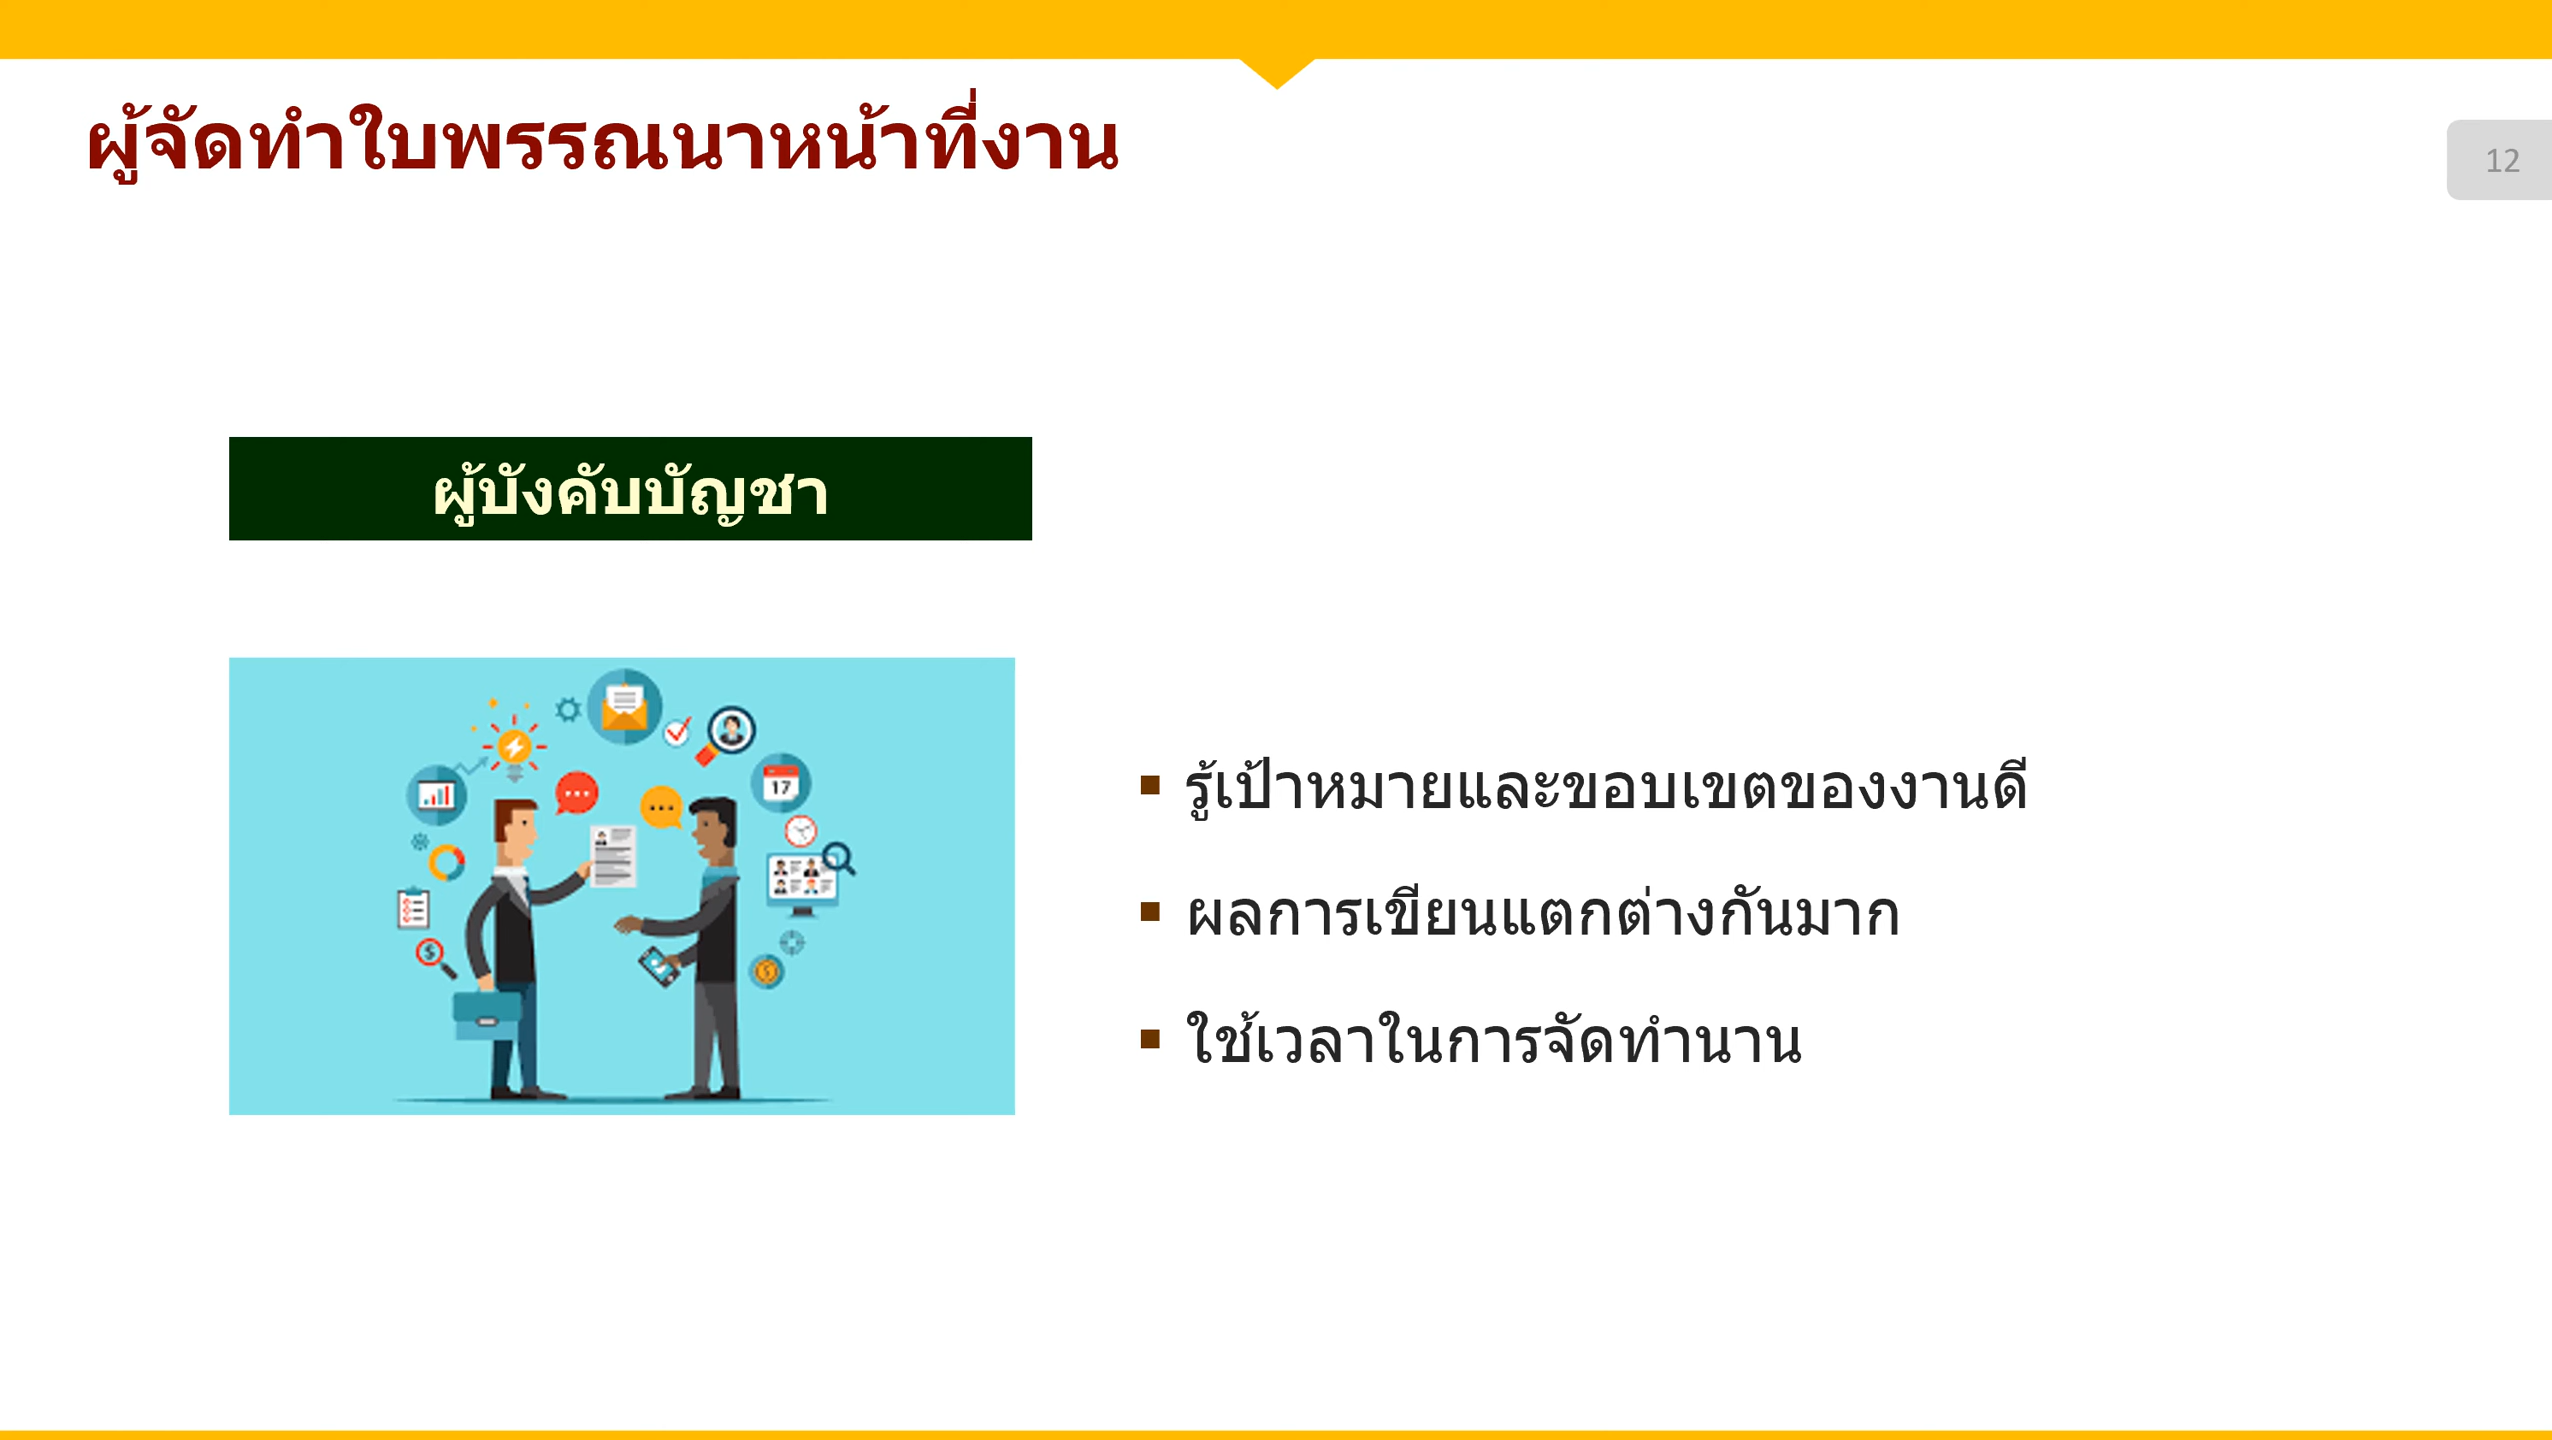 ผู้จัดทำใบพรรณนาหน้าที่งาน
12
ผู้บังคับบัญชา
17
รู้เป้าหมายและขอบเขตของงานดี
ผลการเขียนแตกต่างกันมาก
ใช้เวลาในการจัดทำนาน